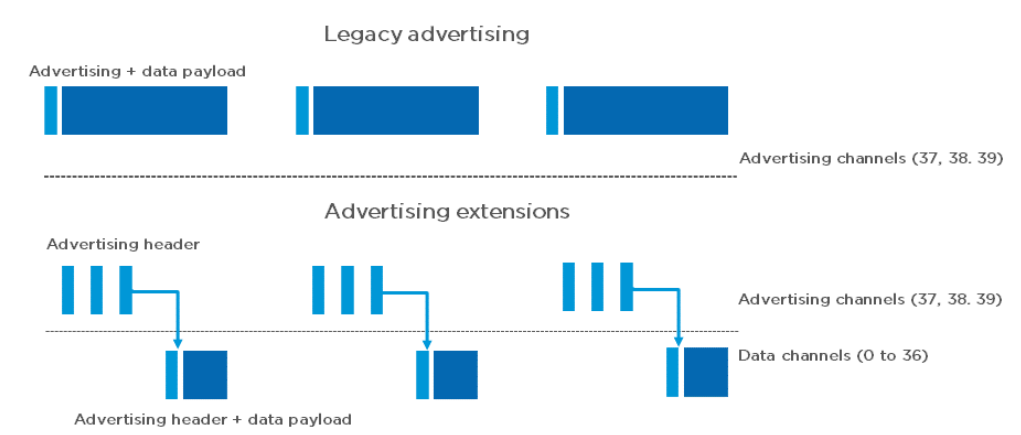 Legacy advertising
Advertising + data payload
Advertising channels (37, 38. 39)
Advertising extensions
Advertising header
Advertising channels (37, 38. 39)
Data channels (0 to 36)
Advertising header + data payload